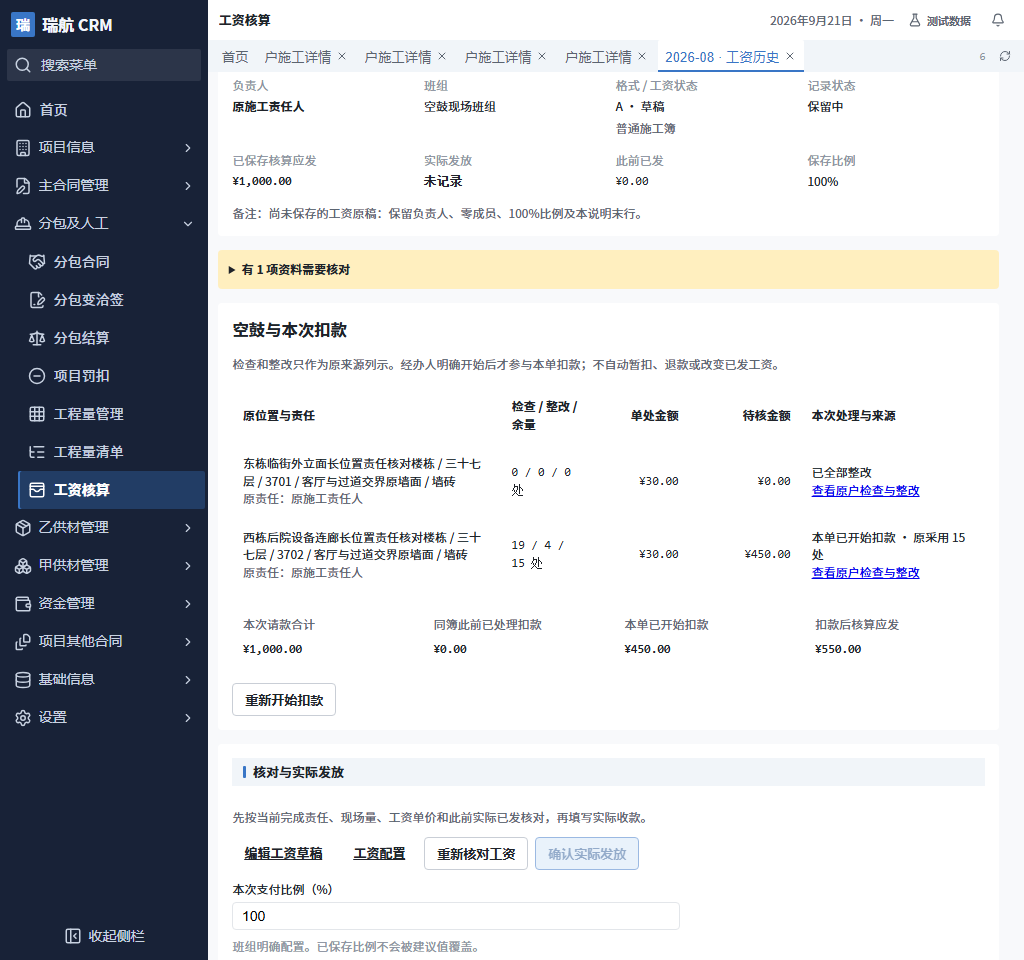 瑞 瑞航 CRM
搜索菜单
首页
项目信息
主合同管理
分包及人工
分包合同
分包变洽签
分包结算
项目罚扣
工程量管理
工程量清单
工资核算
乙供材管理
甲供材管理
资金管理
项目其他合同
基础信息
设置
收起侧栏
工资核算
2026年9月21日 · 周一 测试数据
首页 户施工详情 × 户施工详情 × 户施工详情 × 户施工详情 × 2026-08 · 工资历史 × 6
负责人 班组 格式 / 工资状态 记录状态
原施工责任人 空鼓现场班组 A · 草稿 保留中
普通施工簿
已保存核算应发 实际发放 此前已发 保存比例
¥1,000.00 未记录 ¥0.00 100%
备注：尚未保存的工资原稿：保留负责人、零成员、100%比例及本说明末行。
▶ 有 1 项资料需要核对
空鼓与本次扣款
检查和整改只作为原来源列示。经办人明确开始后才参与本单扣款；不自动暂扣、退款或改变已发工资。
原位置与责任 检查 / 整改 / 余量 单处金额 待核金额 本次处理与来源
东栋临街外立面长位置责任核对楼栋 / 三十七层 / 3701 / 客厅与过道交界原墙面 / 墙砖
原责任：原施工责任人
0 / 0 / 0 处
¥30.00
¥0.00
已全部整改
查看原户检查与整改
西栋后院设备连廊长位置责任核对楼栋 / 三十七层 / 3702 / 客厅与过道交界原墙面 / 墙砖
原责任：原施工责任人
19 / 4 / 15 处
¥30.00
¥450.00
本单已开始扣款 · 原采用 15 处
查看原户检查与整改
本次请款合计 同簿此前已处理扣款 本单已开始扣款 扣款后核算应发
¥1,000.00 ¥0.00 ¥450.00 ¥550.00
重新开始扣款
核对与实际发放
先按当前完成责任、现场量、工资单价和此前实际已发核对，再填写实际收款。
编辑工资草稿 工资配置 重新核对工资 确认实际发放
本次支付比例（%）
100
班组明确配置。已保存比例不会被建议值覆盖。